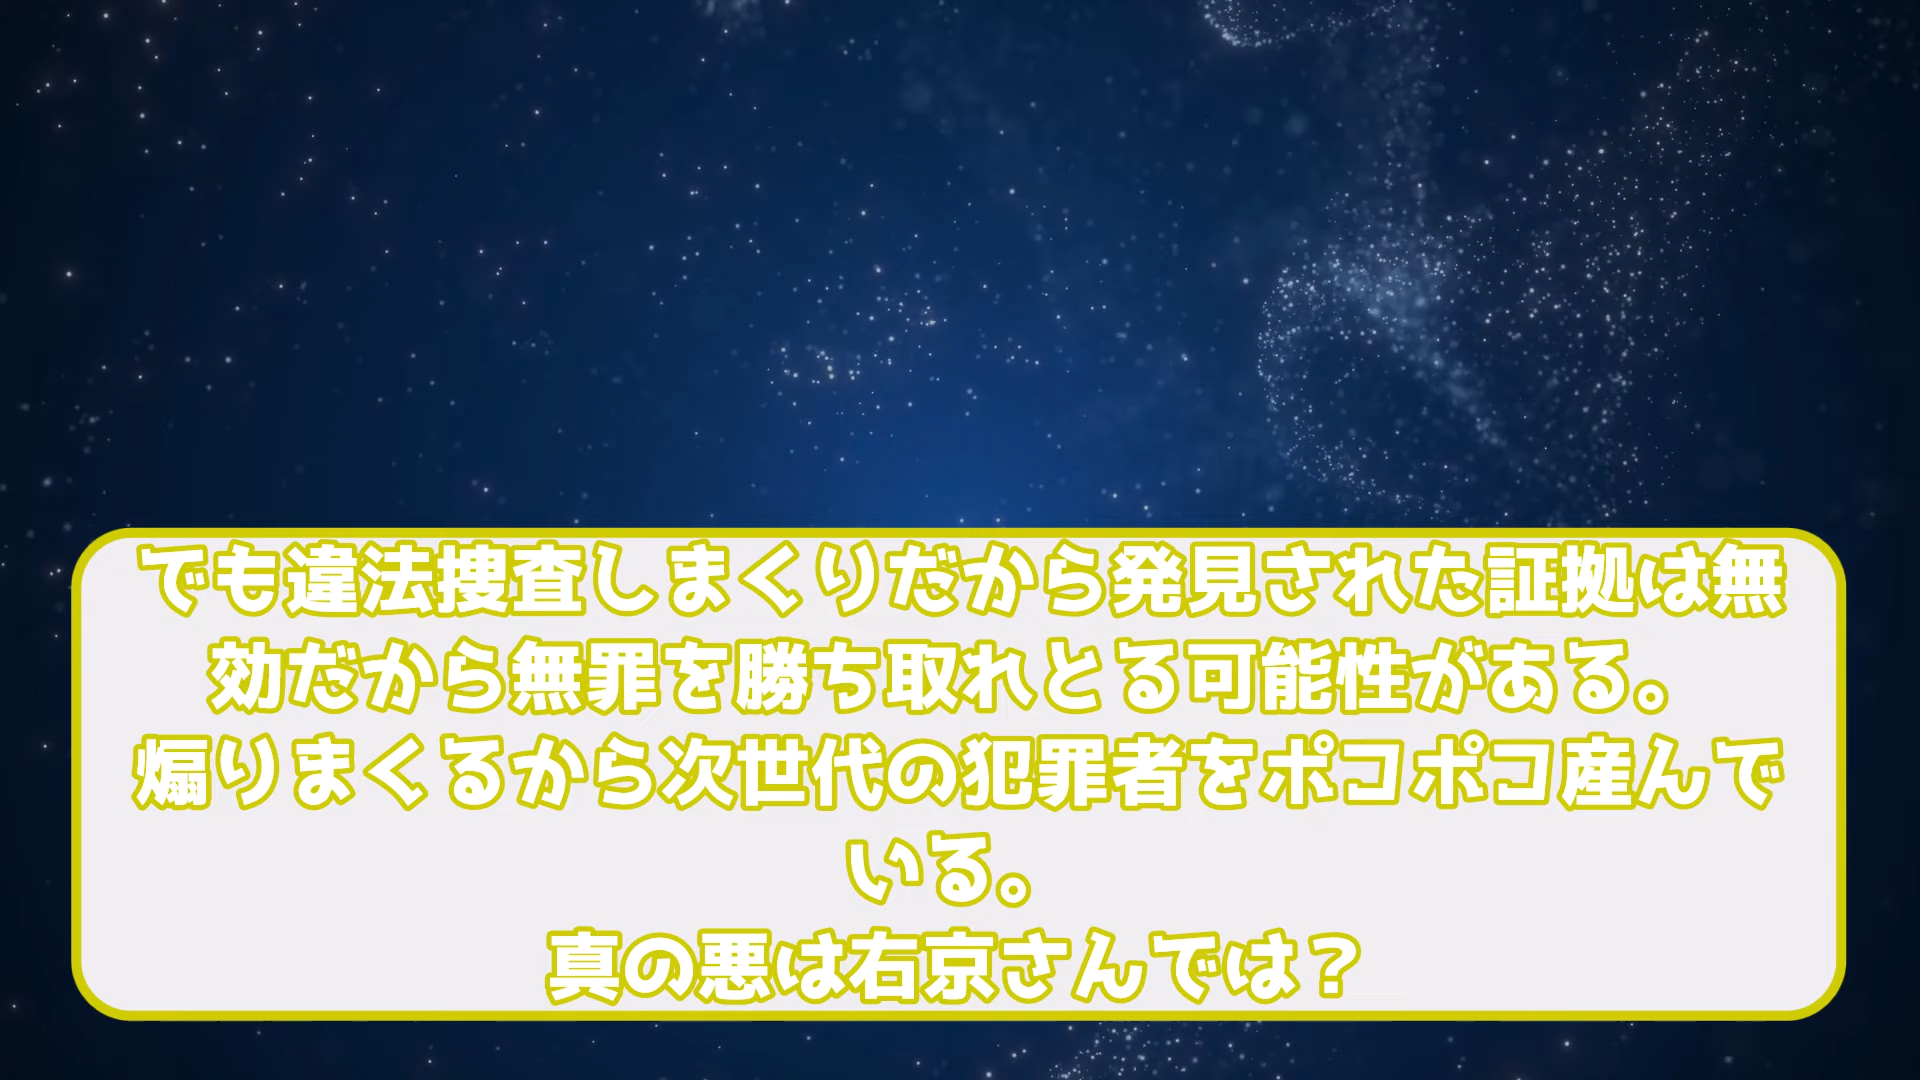 でも違法捜査しまくりだから発見された証拠は無
効だから無罪を勝ち取れとる可能性がある。
煽りまくるから次世代の犯罪者をポコポコ産んで
いる。
真の悪は右京さんでは？